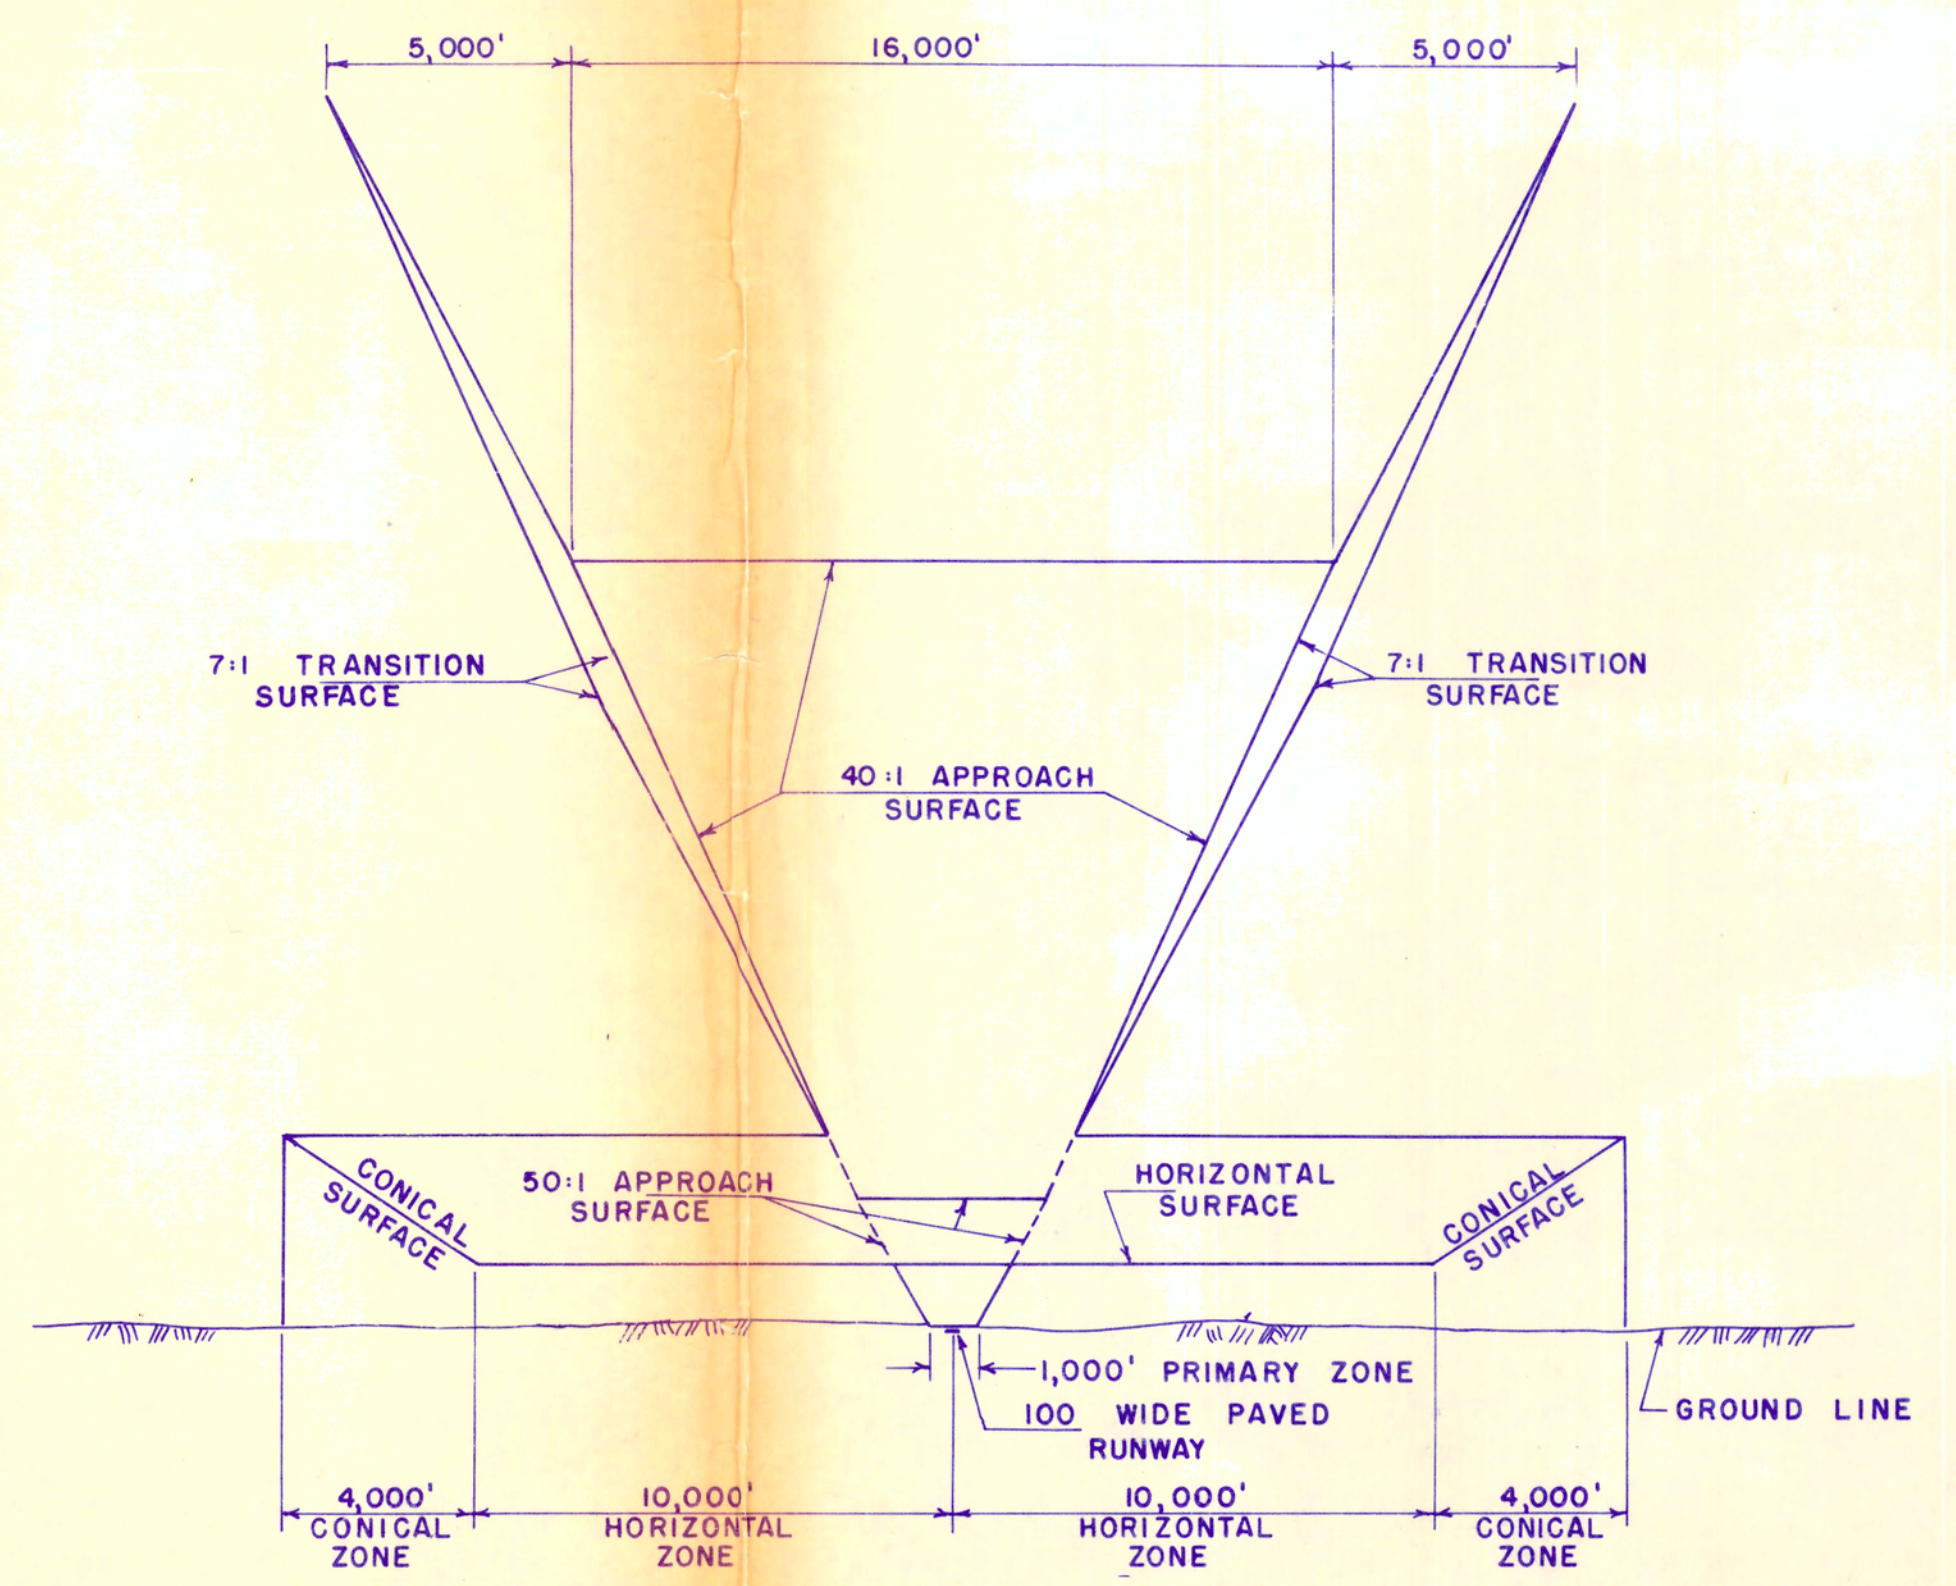 5,000'
16,000'
5,000'
7:1 TRANSITION
SURFACE
7:1 TRANSITION
SURFACE
40:1 APPROACH
SURFACE
CONICAL
SURFACE
50:1 APPROACH
SURFACE
HORIZONTAL
SURFACE
CONICAL
SURFACE
1,000' PRIMARY ZONE
100 WIDE PAVED
RUNWAY
GROUND LINE
4,000'
CONICAL
ZONE
10,000'
HORIZONTAL
ZONE
10,000'
HORIZONTAL
ZONE
4,000'
CONICAL
ZONE